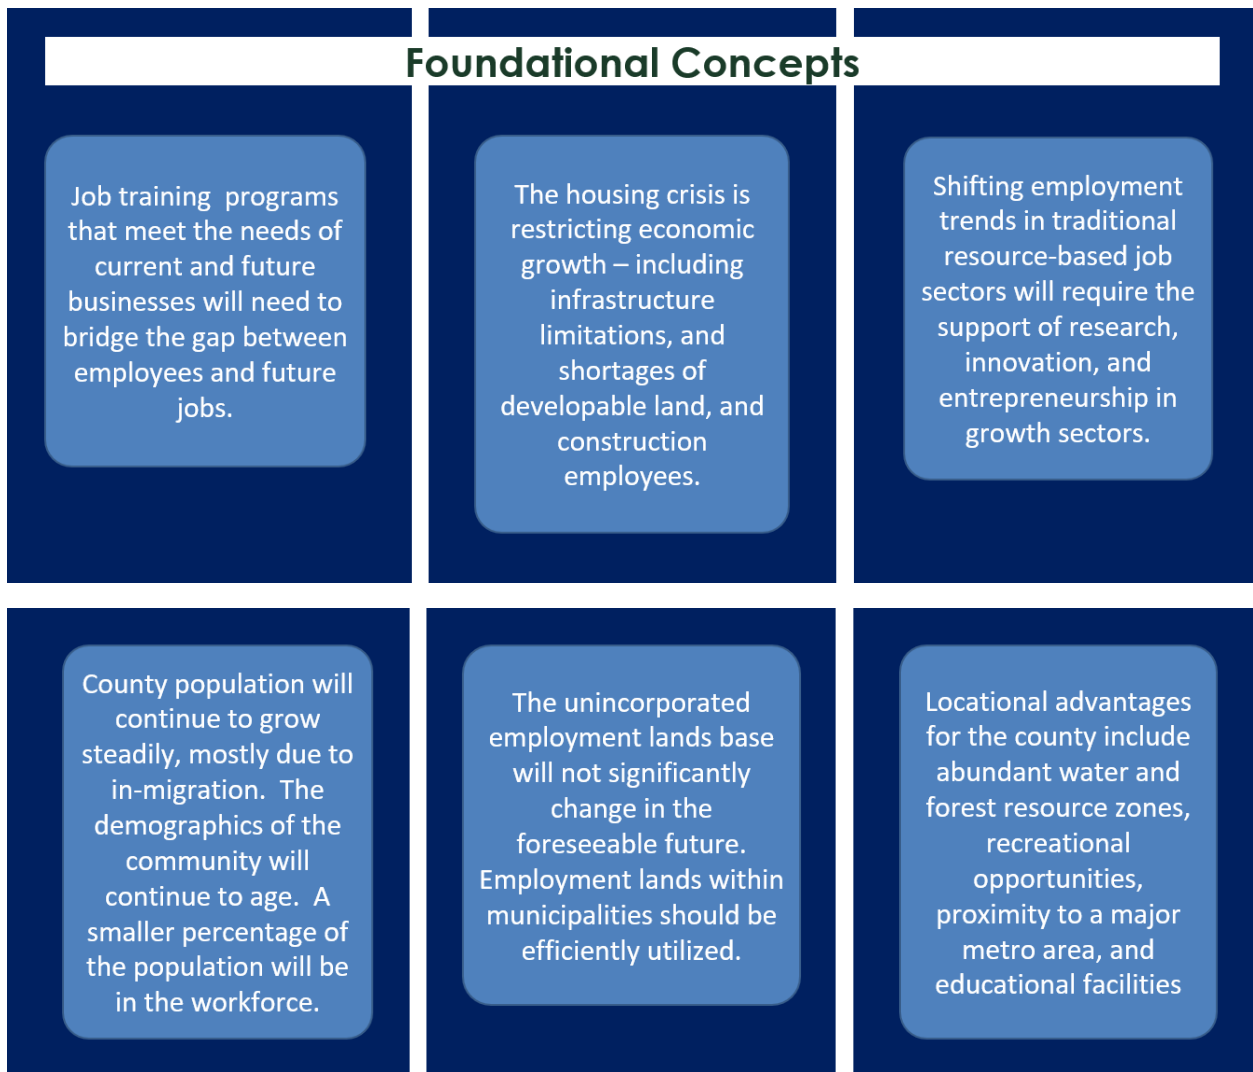 Foundational Concepts
Job training  programs
that meet the needs of
current and future
businesses will need to
bridge the gap between
employees and future
jobs.
The housing crisis is
restricting economic
growth – including
infrastructure
limitations, and
shortages of
developable land, and
construction
employees.
Shifting employment
trends in traditional
resource-based job
sectors will require the
support of research,
innovation, and
entrepreneurship in
growth sectors.
County population will
continue to grow
steadily, mostly due to
in-migration.  The
demographics of the
community will
continue to age.  A
smaller percentage of
the population will be
in the workforce.
The unincorporated
employment lands base
will not significantly
change in the
foreseeable future.
Employment lands within
municipalities should be
efficiently utilized.
Locational advantages
for the county include
abundant water and
forest resource zones,
recreational
opportunities,
proximity to a major
metro area, and
educational facilities